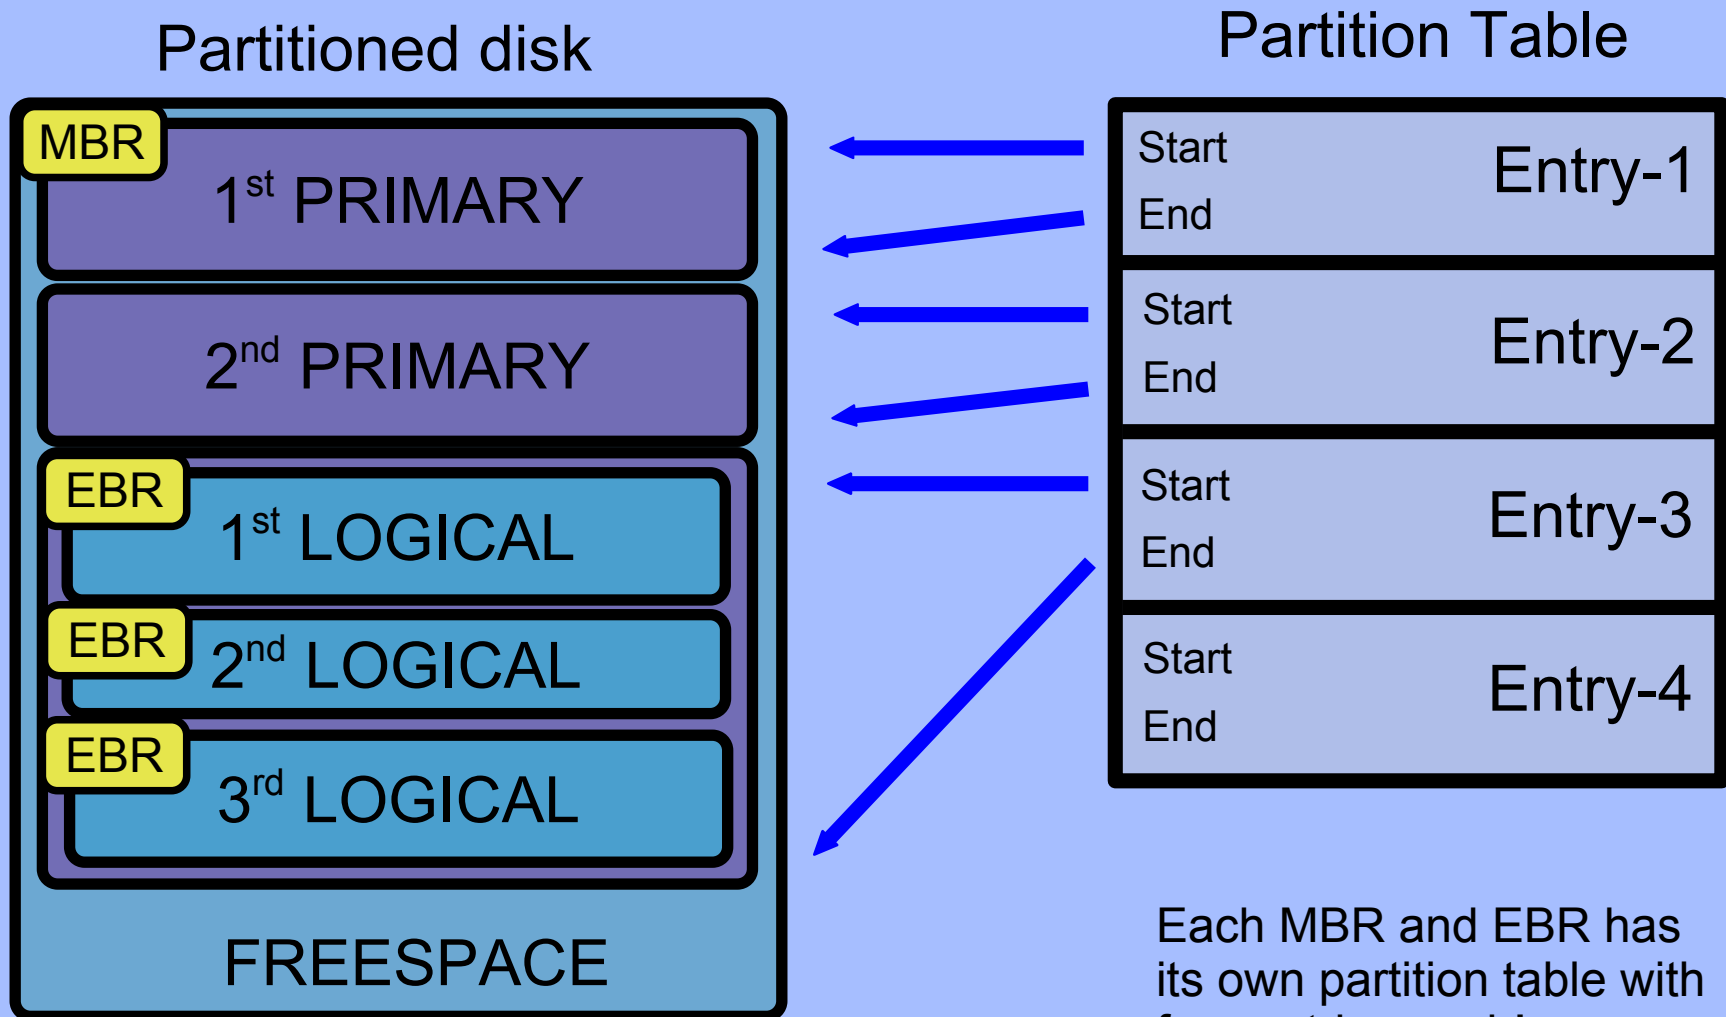 Partitioned disk
MBR
1st PRIMARY
2nd PRIMARY
EBR
1st LOGICAL
EBR
2nd LOGICAL
EBR
3rd LOGICAL
FREESPACE
Partition Table
Start
End
Entry-1
Start
End
Entry-2
Start
End
Entry-3
Start
End
Entry-4
Each MBR and EBR has
its own partition table with